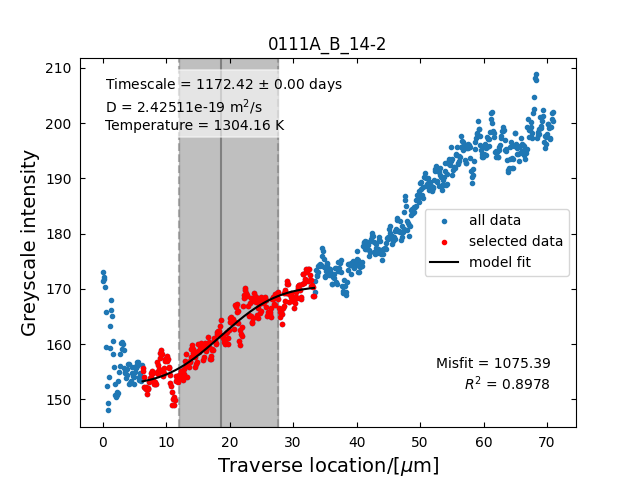 0111A_B_14-2
Timescale = 1172.42 ± 0.00 days
D = 2.42511e-19 m²/s
Temperature = 1304.16 K
Greyscale intensity
210
200
190
180
170
160
150
all data
selected data
model fit
Misfit = 1075.39
R² = 0.8978
0 10 20 30 40 50 60 70
Traverse location/[μm]